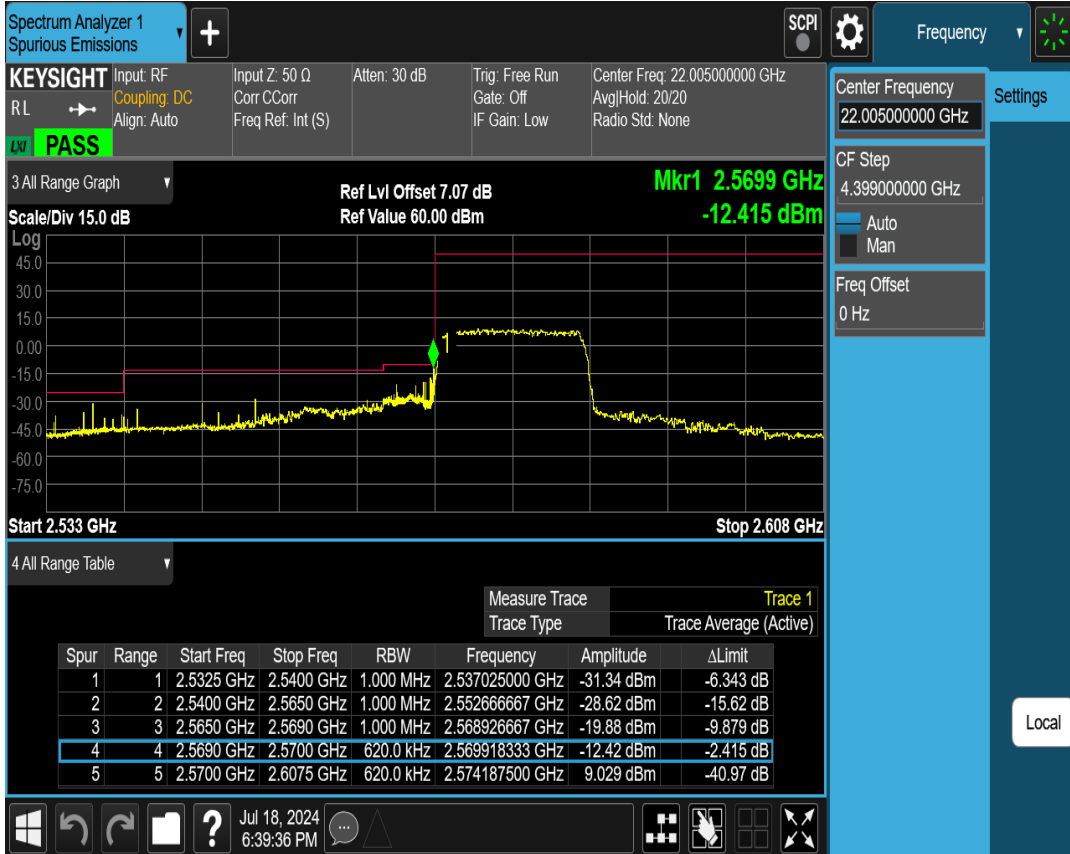 Spectrum Analyzer 1
Spurious Emissions
+
SCPI
Frequency
KEYSIGHT
RL
LXI
PASS
Input: RF
Coupling: DC
Align: Auto
Input Z: 50 Ω
Corr CCorr
Freq Ref: Int (S)
Atten: 30 dB
Trig: Free Run
Gate: Off
IF Gain: Low
Center Freq: 22.005000000 GHz
Avg|Hold: 20/20
Radio Std: None
Center Frequency
22.005000000 GHz
Settings
CF Step
4.399000000 GHz
Auto
Man
Freq Offset
0 Hz
Local
3 All Range Graph
Ref Lvl Offset 7.07 dB
Mkr1 2.5699 GHz
Scale/Div 15.0 dB
Ref Value 60.00 dBm
-12.415 dBm
Log
45.0
30.0
15.0
0.00
-15.0
-30.0
-45.0
-60.0
-75.0
1
Start 2.533 GHz
Stop 2.608 GHz
4 All Range Table
Measure Trace Trace 1
Trace Type Trace Average (Active)
Spur Range Start Freq Stop Freq RBW Frequency Amplitude ΔLimit
1 1 2.5325 GHz 2.5400 GHz 1.000 MHz 2.537025000 GHz -31.34 dBm -6.343 dB
2 2 2.5400 GHz 2.5650 GHz 1.000 MHz 2.552666667 GHz -28.62 dBm -15.62 dB
3 3 2.5650 GHz 2.5690 GHz 1.000 MHz 2.568926667 GHz -19.88 dBm -9.879 dB
4 4 2.5690 GHz 2.5700 GHz 620.0 kHz 2.569918333 GHz -12.42 dBm -2.415 dB
5 5 2.5700 GHz 2.6075 GHz 620.0 kHz 2.574187500 GHz 9.029 dBm -40.97 dB
?
Jul 18, 2024
6:39:36 PM